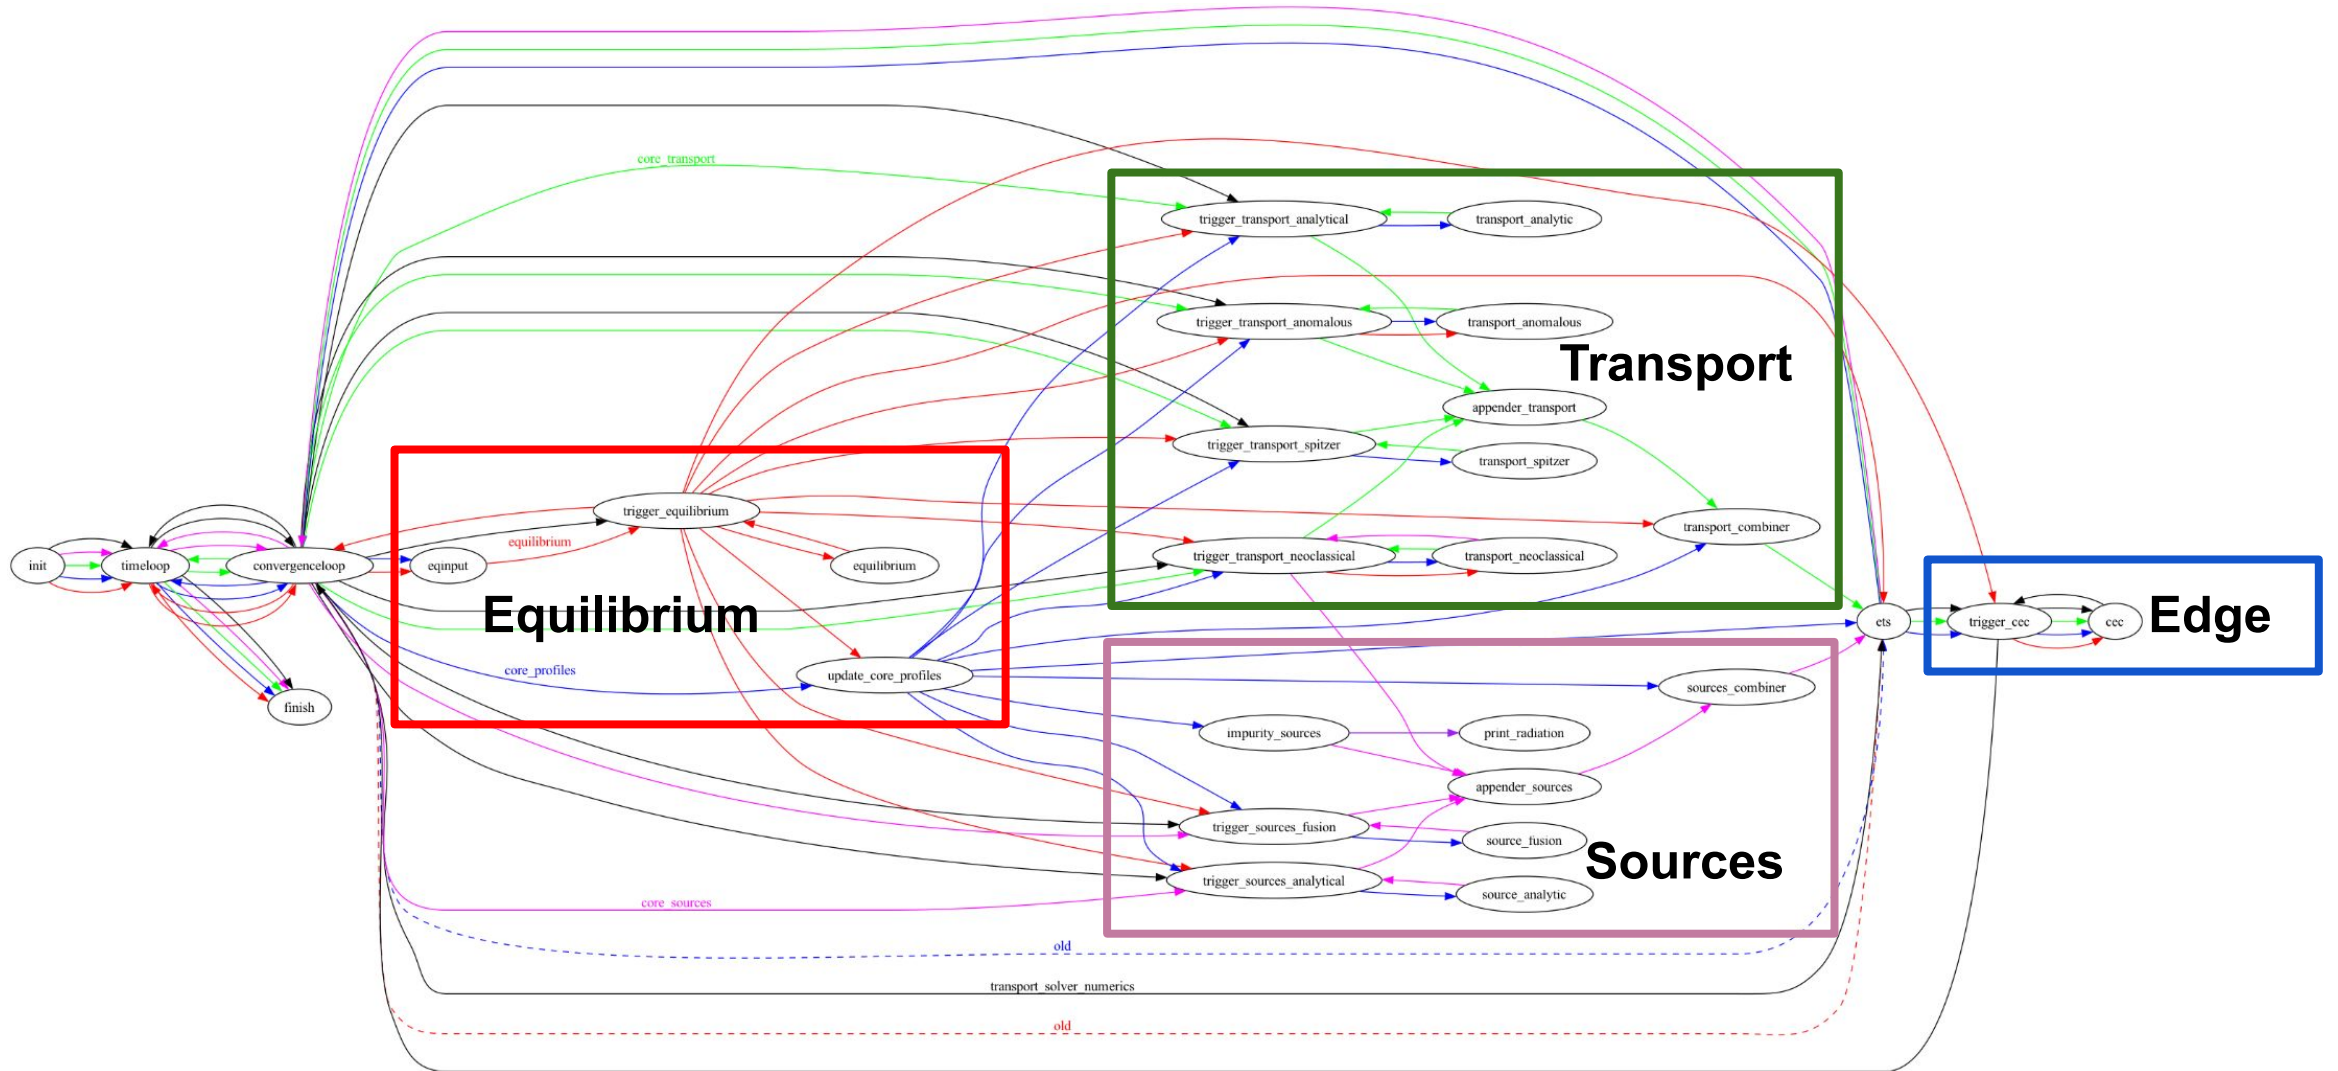 core_transport
trigger_transport_analytical
transport_analytic
trigger_transport_anomalous
transport_anomalous
Transport
appender_transport
trigger_transport_spitzer
transport_spitzer
trigger_equilibrium
transport_combiner
equilibrium
init
timeloop
convergenceloop
eqinput
equilibrium
trigger_transport_neoclassical
transport_neoclassical
Equilibrium
ets
trigger_cec
cec
Edge
core_profiles
update_core_profiles
sources_combiner
finish
impurity_sources
print_radiation
appender_sources
trigger_sources_fusion
source_fusion
Sources
trigger_sources_analytical
source_analytic
core_sources
old
transport_solver_numerics
old